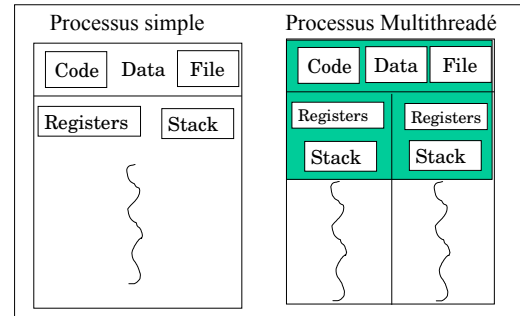 Processus simple
Code Data File
Registers Stack
Processus Multithreadé
Code Data File
Registers Registers
Stack Stack